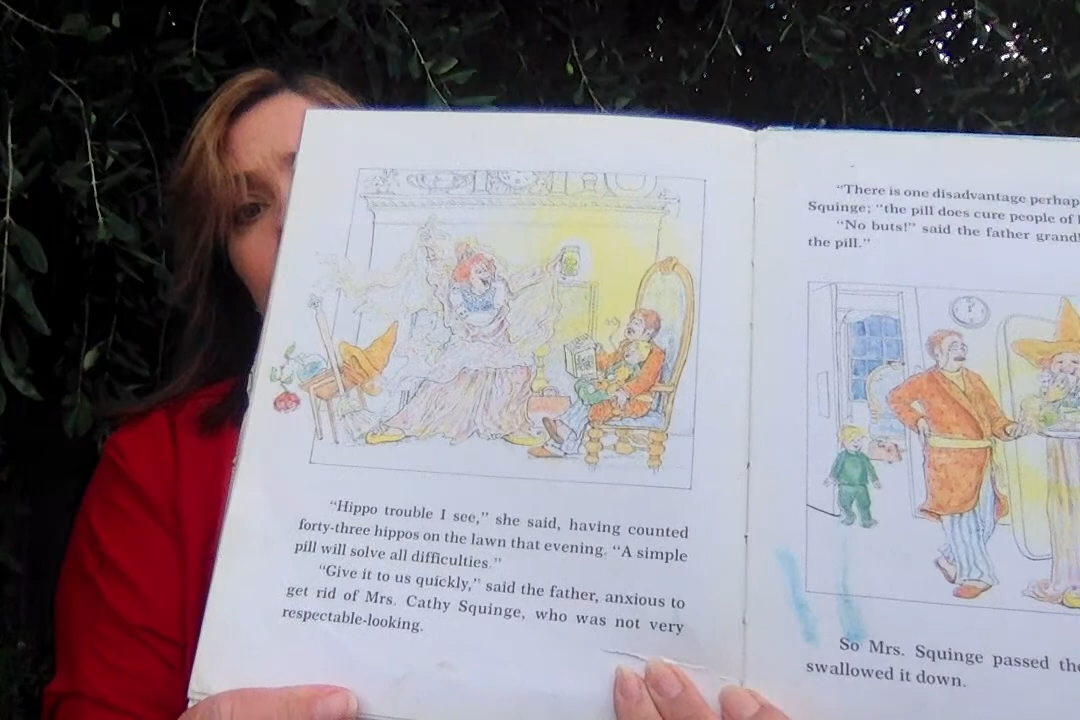 "Hippo trouble I see," she said, having counted
forty-three hippos on the lawn that evening. "A simple
pill will solve all difficulties."
"Give it to us quickly," said the father, anxious to
get rid of Mrs. Cathy Squinge, who was not very
respectable-looking.
"There is one disadvantage
Squinge; "the pill does cure people of
"No buts!" said the father
the pill."
So Mrs. Squinge passed
swallowed it down.